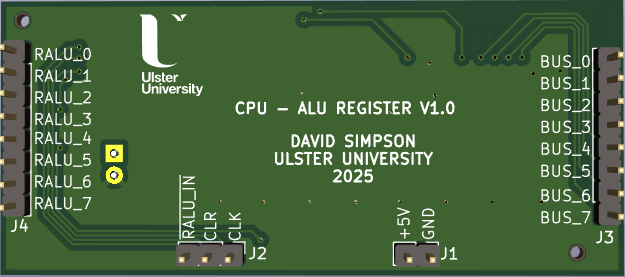 Ulster
University
CPU – ALU REGISTER V1.0
DAVID SIMPSON
ULSTER UNIVERSITY
2025
RALU_0
RALU_1
RALU_2
RALU_3
RALU_4
RALU_5
RALU_6
RALU_7
J4
BUS_0
BUS_1
BUS_2
BUS_3
BUS_4
BUS_5
BUS_6
BUS_7
J3
RALU_IN
CLR
CLK
J2
+5V
GND
J1